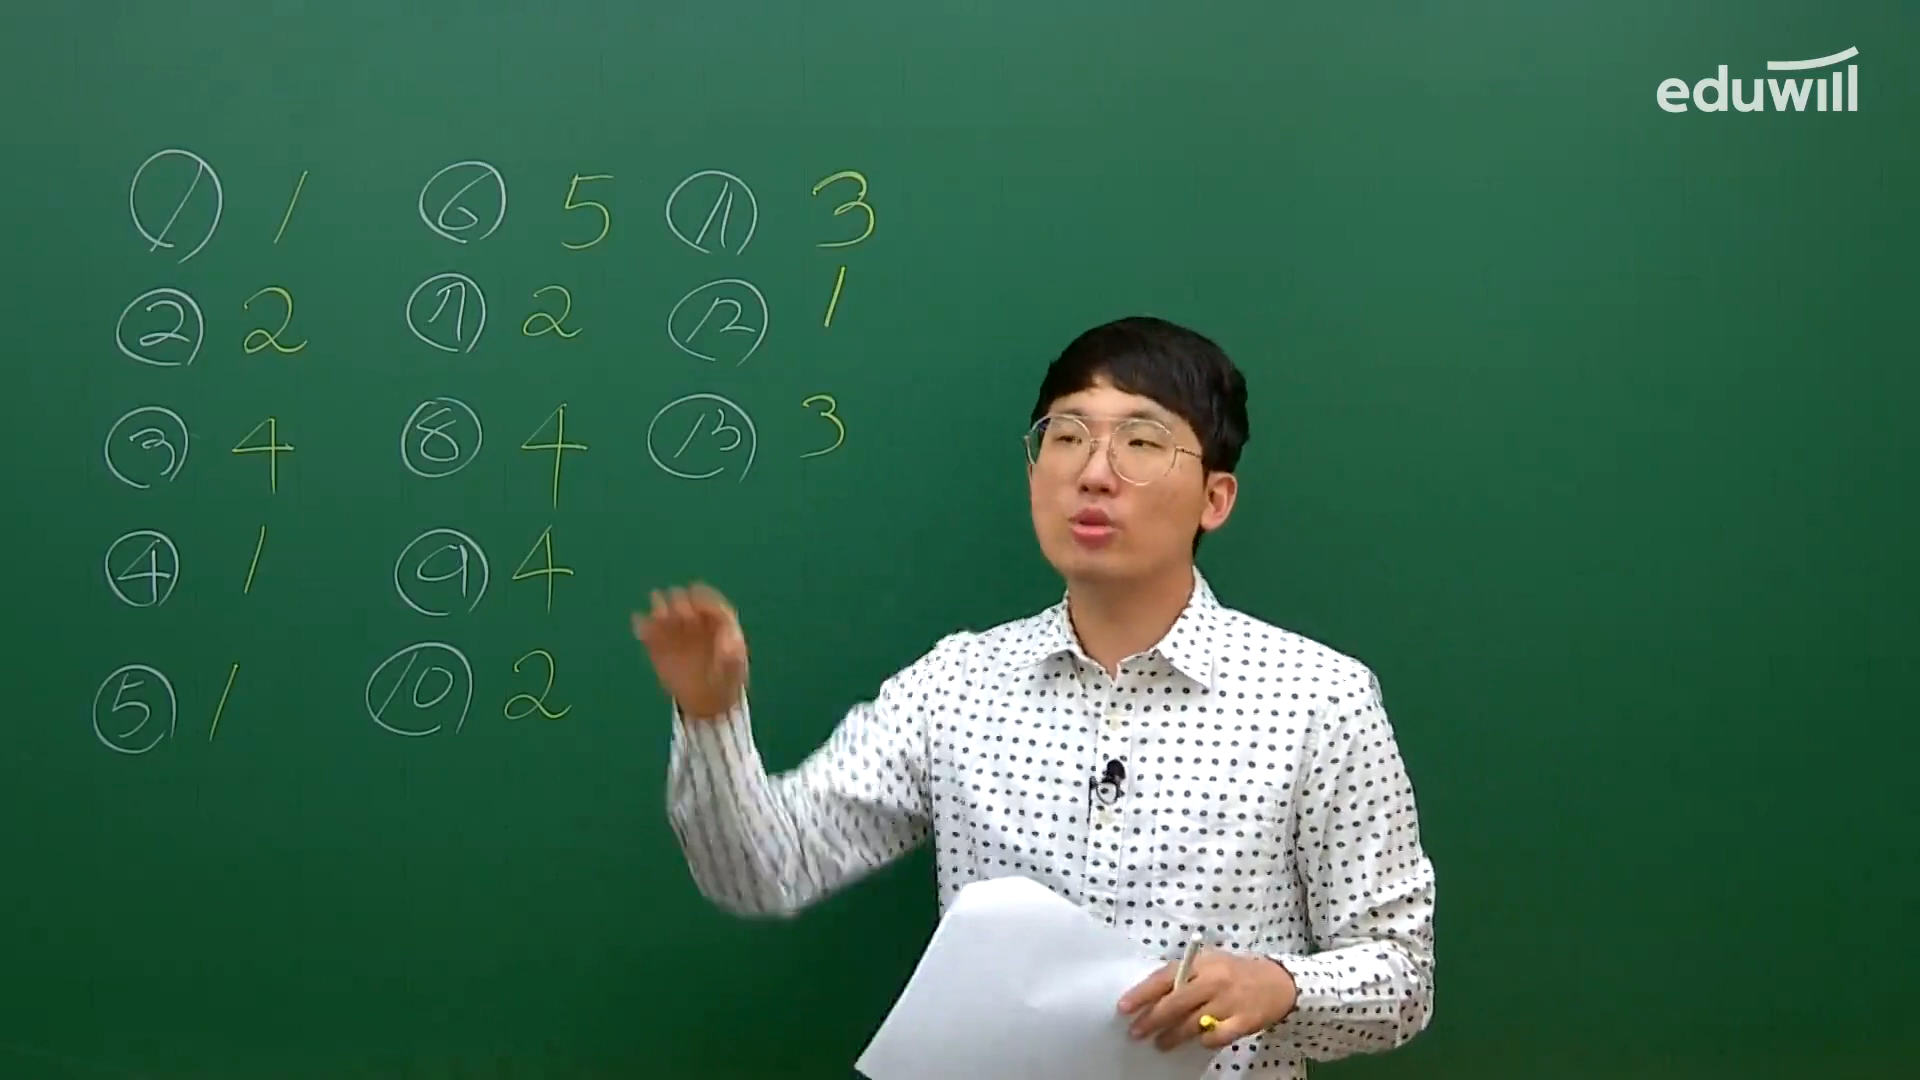 eduwill
① 1 ⑥ 5 ⑪ 3
② 2 ⑦ 2 ⑫ 1
③ 4 ⑧ 4 ⑬ 3
④ 1 ⑨ 4
⑤ 1 ⑩ 2